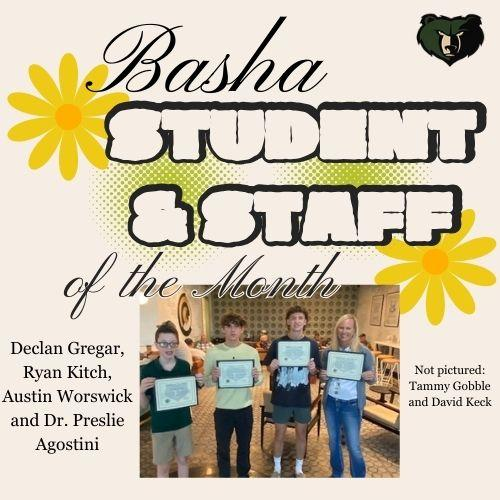 Basha
STUDENT
& STAFF
of the Month
Declan Gregar,
Ryan Kitch,
Austin Worswick
and Dr. Preslie
Agostini
Not pictured:
Tammy Gobble
and David Keck